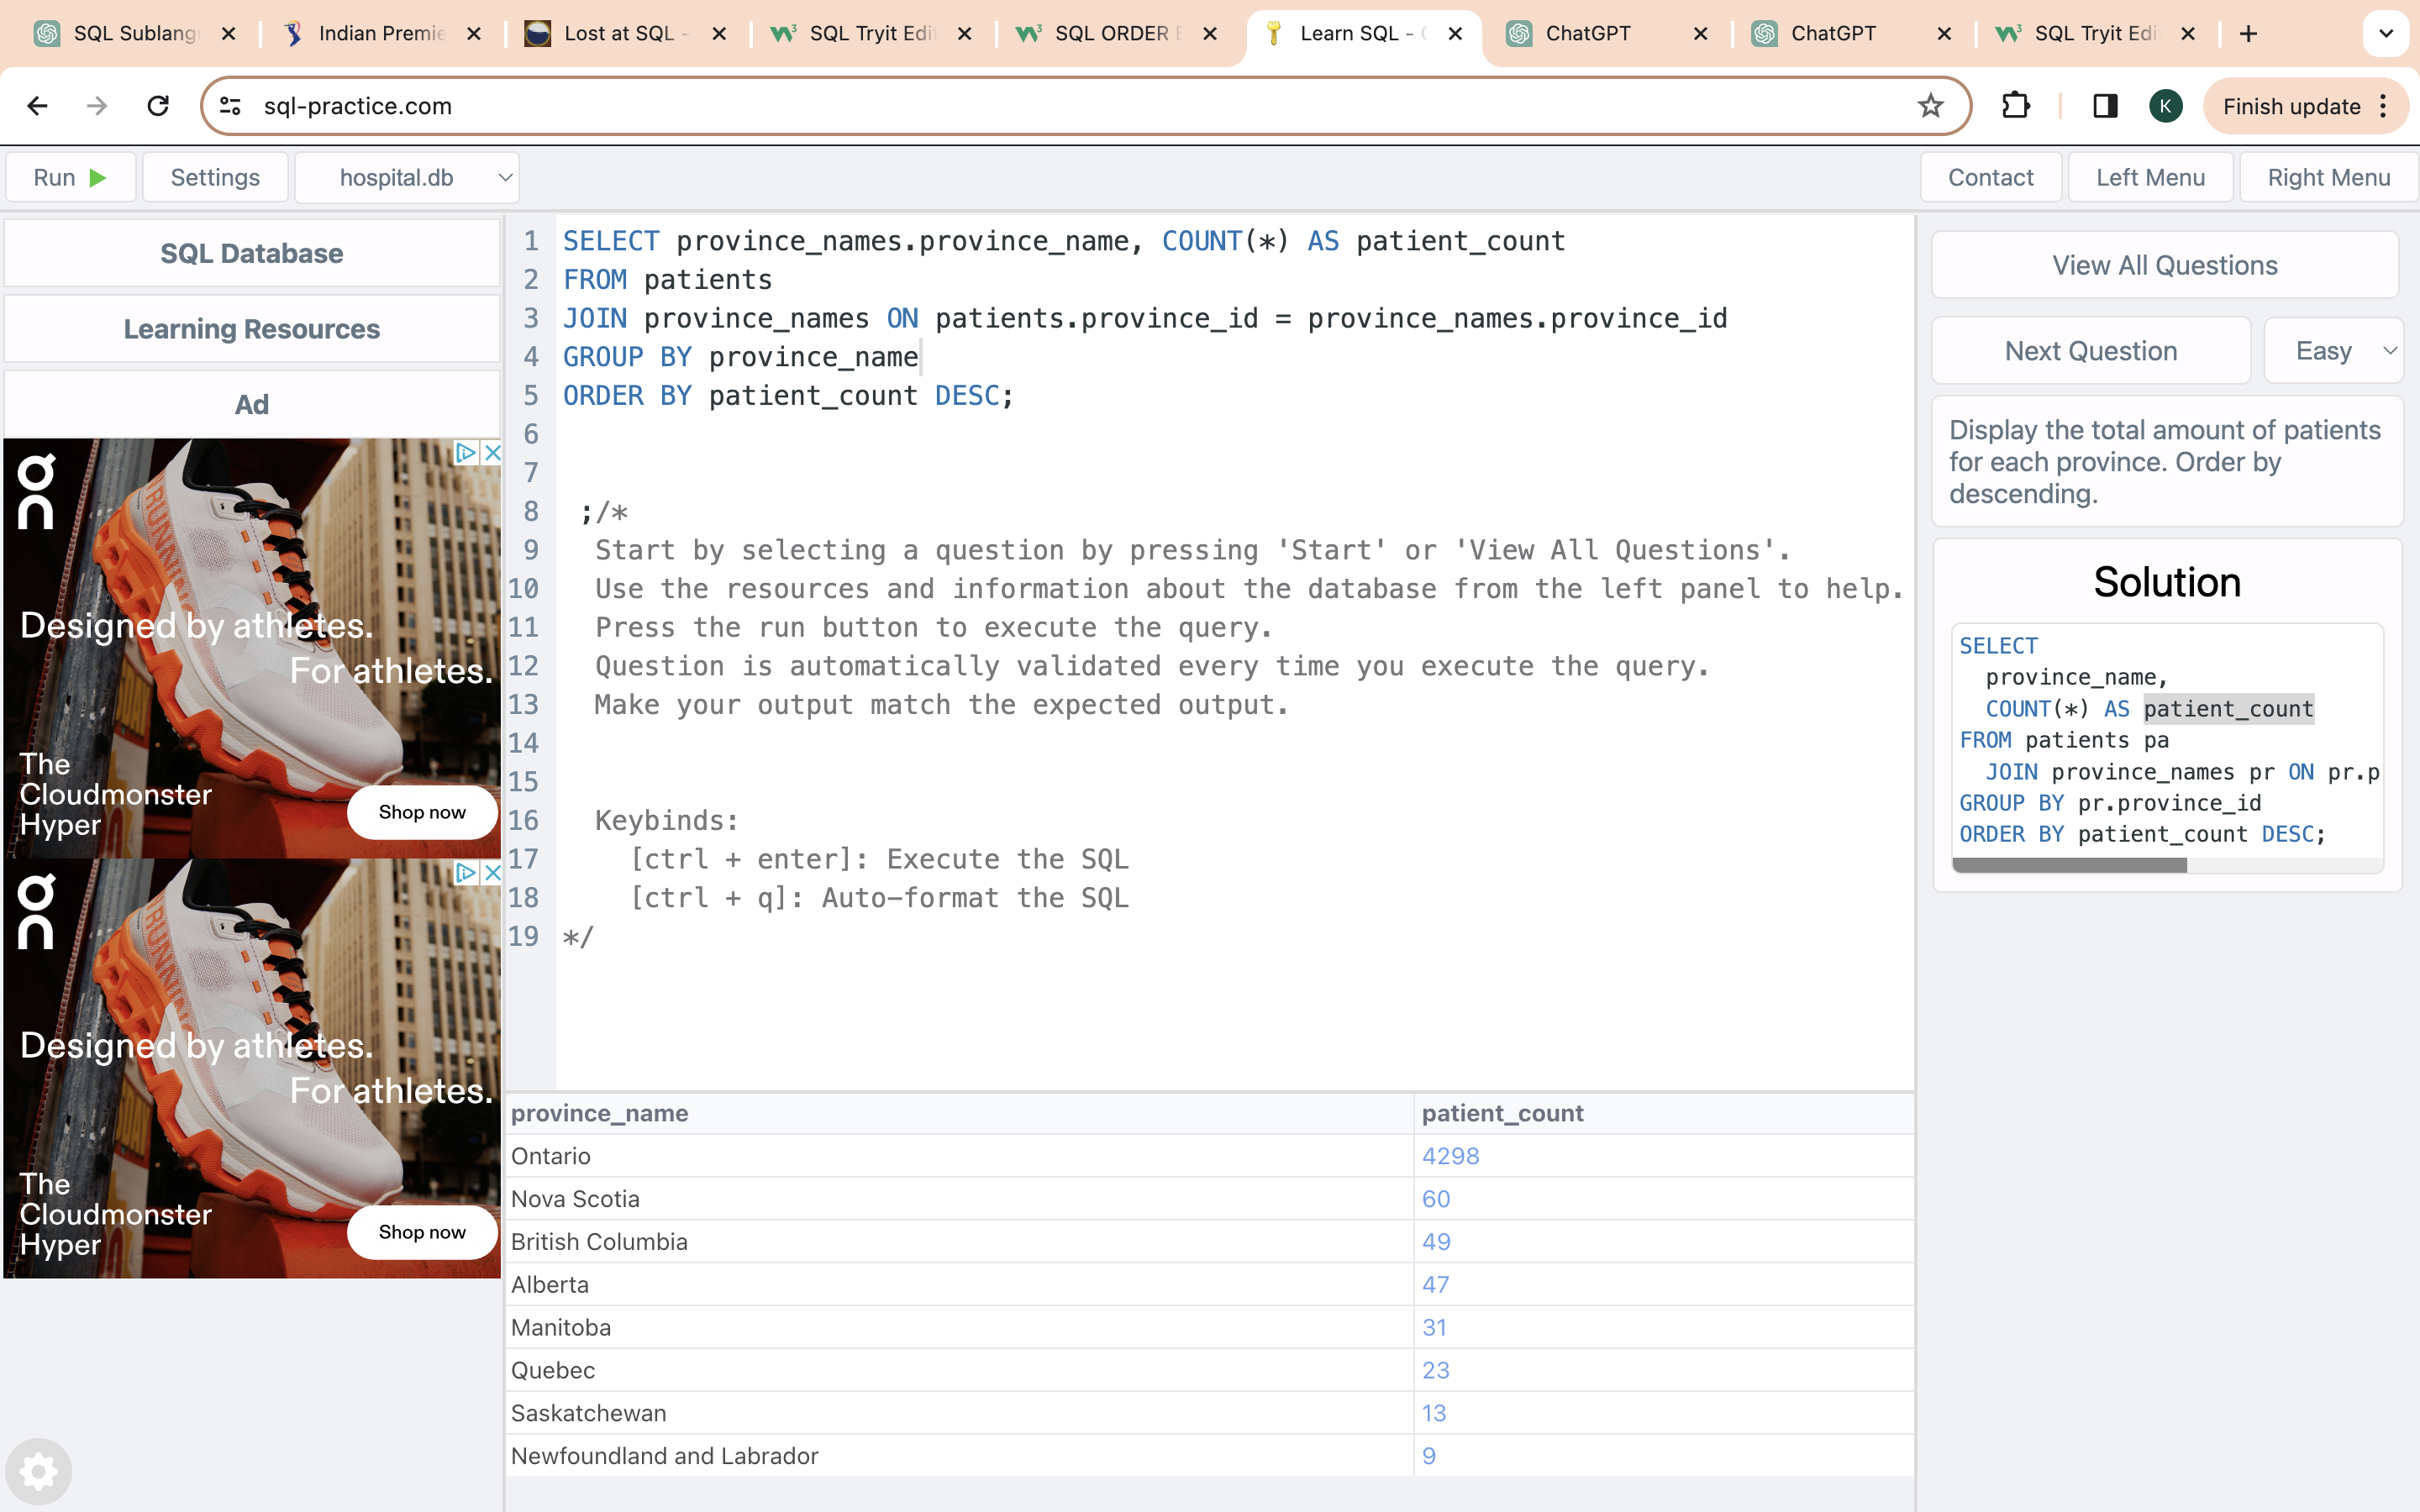 SQL Sublang
Indian Premie
Lost at SQL -
SQL Tryit Edi
SQL ORDER
Learn SQL -
ChatGPT
ChatGPT
SQL Tryit Edi
sql-practice.com
K
Finish update
Run
Settings
hospital.db
Contact
Left Menu
Right Menu
SQL Database
Learning Resources
Ad
on
RUNNING
Designed by athletes.
For athletes.
The
Cloudmonster
Hyper
Shop now
on
Designed by athletes.
For athletes.
The
Cloudmonster
Hyper
Shop now
1 SELECT province_names.province_name, COUNT(*) AS patient_count
2 FROM patients
3 JOIN province_names ON patients.province_id = province_names.province_id
4 GROUP BY province_name
5 ORDER BY patient_count DESC;
6
7
8 ;/*
9 Start by selecting a question by pressing 'Start' or 'View All Questions'.
10 Use the resources and information about the database from the left panel to help.
11 Press the run button to execute the query.
12 Question is automatically validated every time you execute the query.
13 Make your output match the expected output.
14
15
16 Keybinds:
17 [ctrl + enter]: Execute the SQL
18 [ctrl + q]: Auto-format the SQL
19 */
province_name patient_count
Ontario 4298
Nova Scotia 60
British Columbia 49
Alberta 47
Manitoba 31
Quebec 23
Saskatchewan 13
Newfoundland and Labrador 9
View All Questions
Next Question
Easy
Display the total amount of patients
for each province. Order by
descending.
Solution
SELECT
province_name,
COUNT(*) AS patient_count
FROM patients pa
JOIN province_names pr ON pr.p
GROUP BY pr.province_id
ORDER BY patient_count DESC;